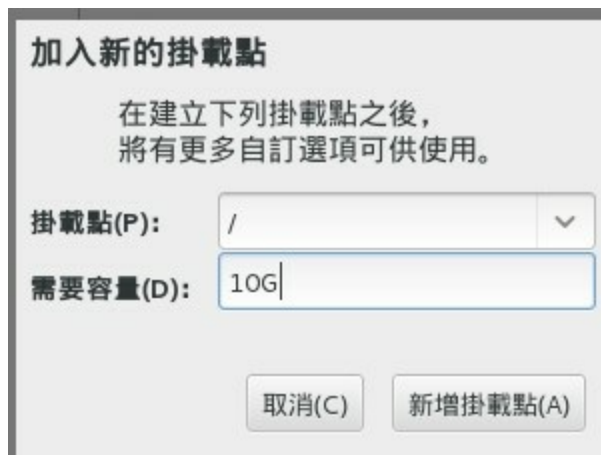 加入新的掛載點
在建立下列掛載點之後，
將有更多自訂選項可供使用。
掛載點(P): /
需要容量(D): 10G
取消(C) 新增掛載點(A)